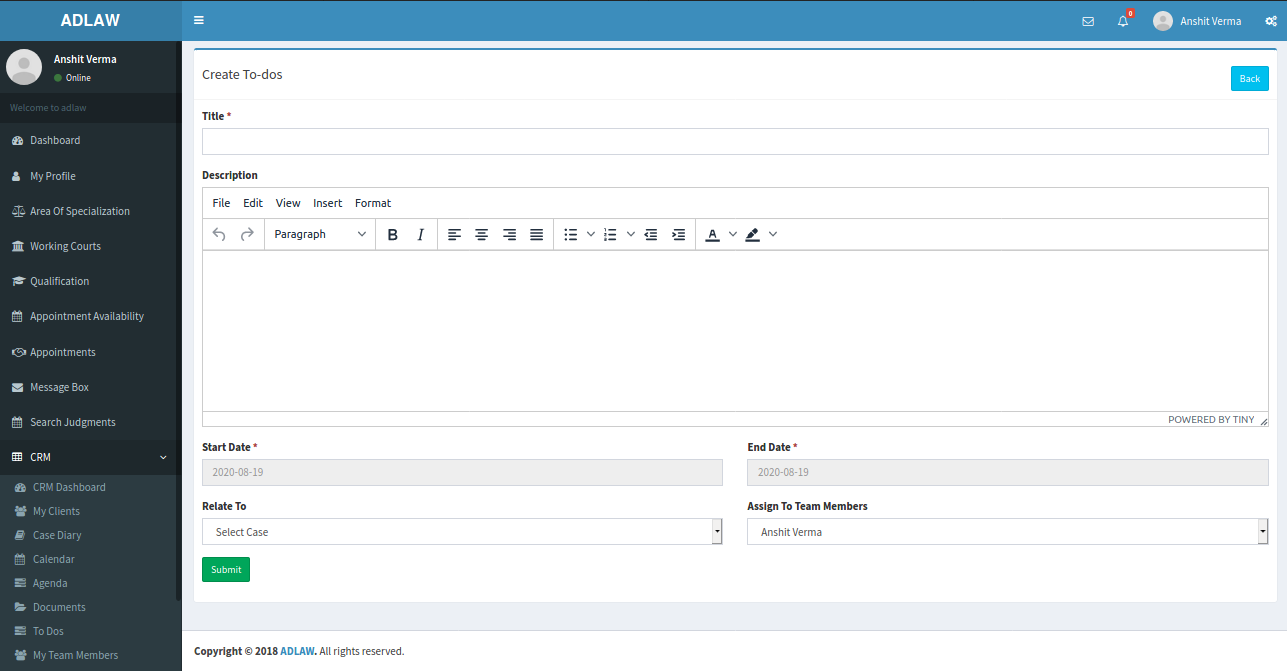 ADLAW
0
Anshit Verma
Anshit Verma
Online
Welcome to adlaw
Dashboard
My Profile
Area Of Specialization
Working Courts
Qualification
Appointment Availability
Appointments
Message Box
Search Judgments
CRM
CRM Dashboard
My Clients
Case Diary
Calendar
Agenda
Documents
To Dos
My Team Members
Create To-dos
Back
Title *
Description
File Edit View Insert Format
Paragraph B I A
POWERED BY TINY
Start Date * End Date *
2020-08-19 2020-08-19
Relate To Assign To Team Members
Select Case Anshit Verma
Submit
Copyright © 2018 ADLAW. All rights reserved.